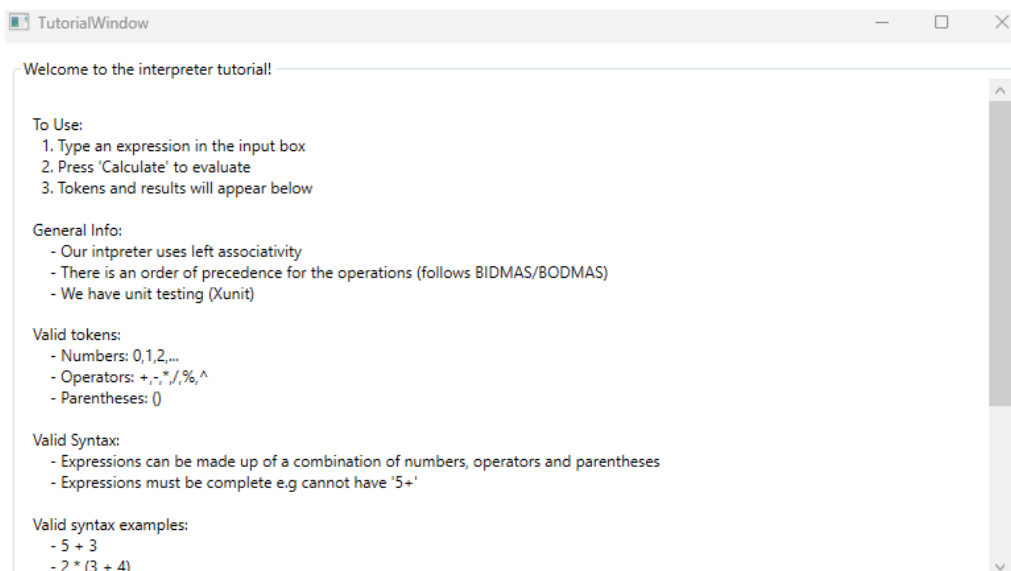 TutorialWindow
Welcome to the interpreter tutorial!
To Use:
1. Type an expression in the input box
2. Press 'Calculate' to evaluate
3. Tokens and results will appear below
General Info:
- Our intpreter uses left associativity
- There is an order of precedence for the operations (follows BIDMAS/BODMAS)
- We have unit testing (Xunit)
Valid tokens:
- Numbers: 0,1,2,...
- Operators: +,-,*,/,%,^
- Parentheses: ()
Valid Syntax:
- Expressions can be made up of a combination of numbers, operators and parentheses
- Expressions must be complete e.g cannot have '5+'
Valid syntax examples:
- 5 + 3
- 2 * (3 + 4)